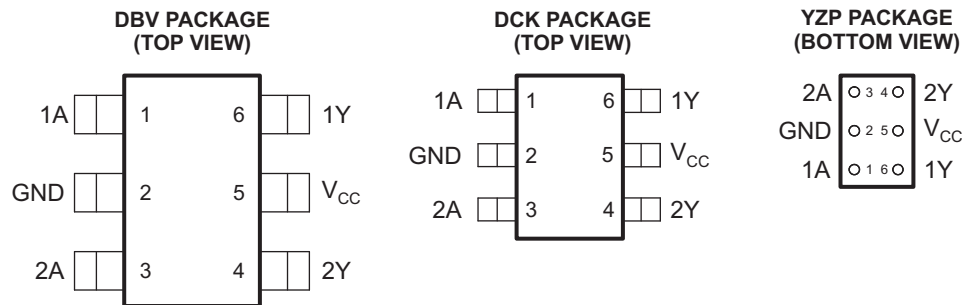 DBV PACKAGE
(TOP VIEW)
1A 1 6 1Y
GND 2 5 VCC
2A 3 4 2Y
DCK PACKAGE
(TOP VIEW)
1A 1 6 1Y
GND 2 5 VCC
2A 3 4 2Y
YZP PACKAGE
(BOTTOM VIEW)
2A 3 4 2Y
GND 2 5 VCC
1A 1 6 1Y